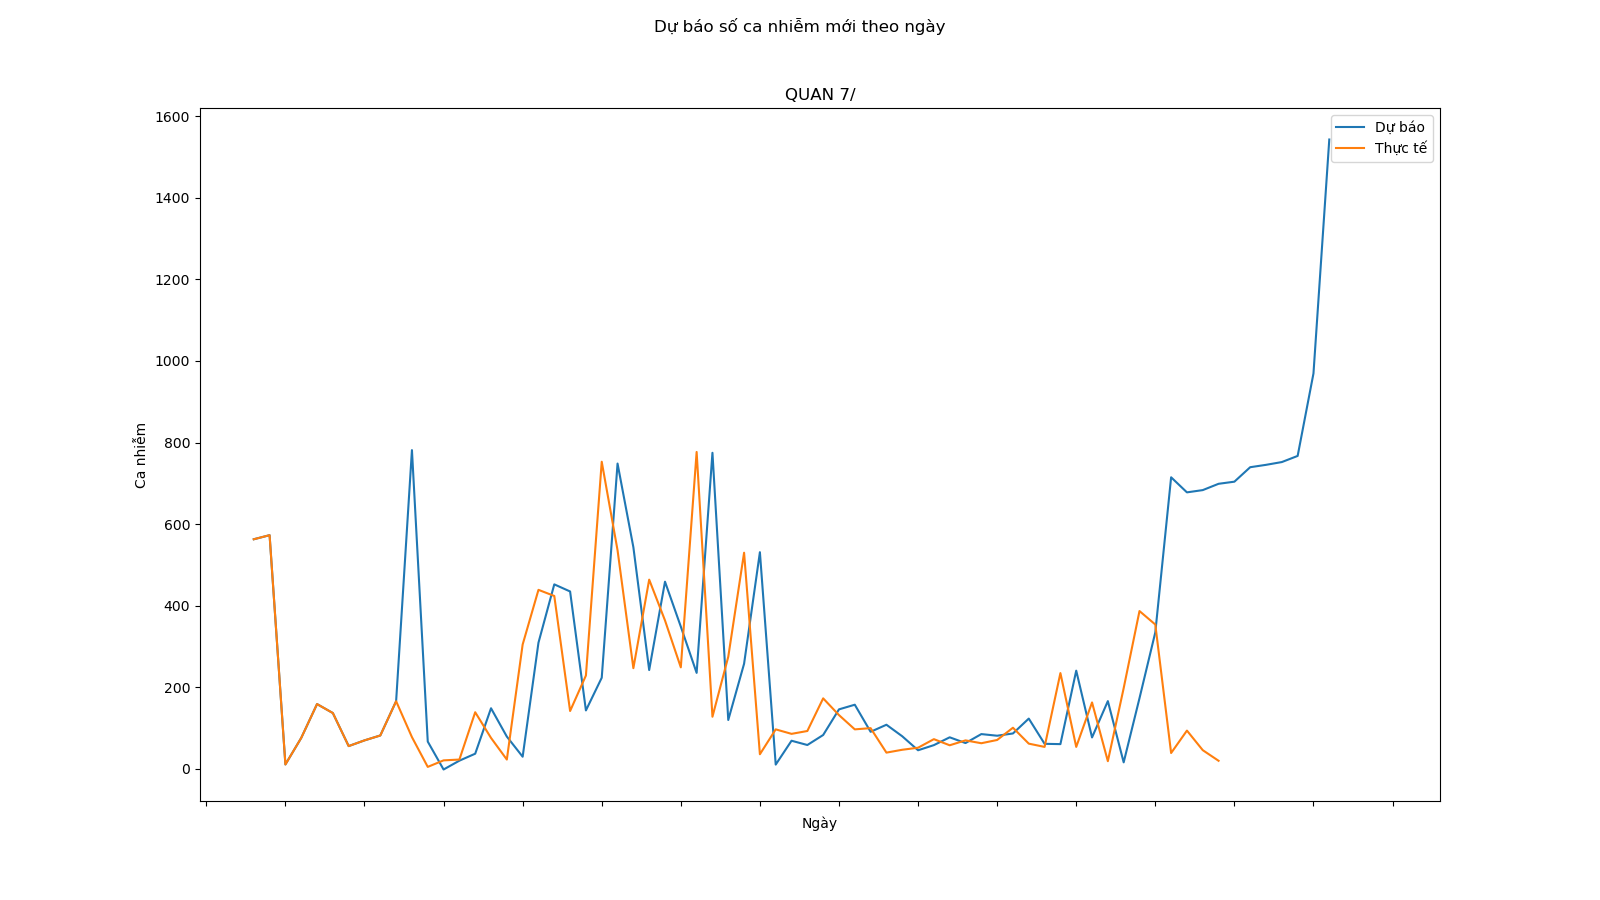 Dự báo số ca nhiễm mới theo ngày
QUAN 7/
1600
1400
1200
1000
800
600
400
200
0
Ca nhiễm
Dự báo
Thực tế
Ngày